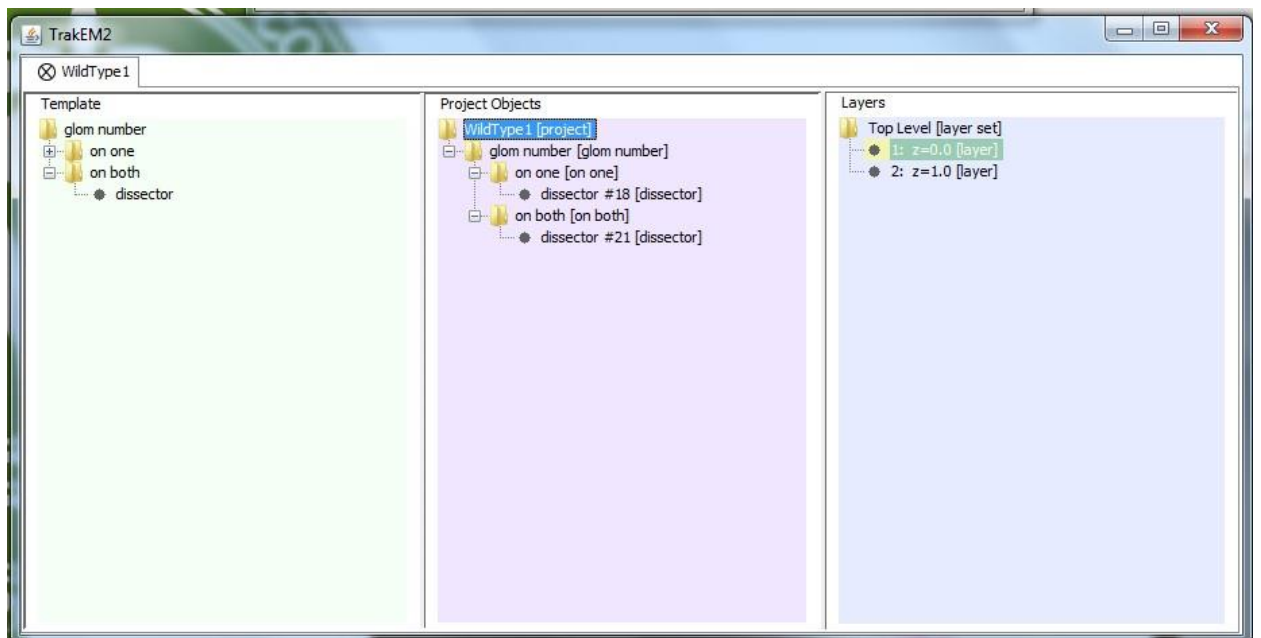 TrakEM2
WildType1
Template
glom number
on one
on both
dissector
Project Objects
WildType1 [project]
glom number [glom number]
on one [on one]
dissector #18 [dissector]
on both [on both]
dissector #21 [dissector]
Layers
Top Level [layer set]
1: z=0.0 [layer]
2: z=1.0 [layer]